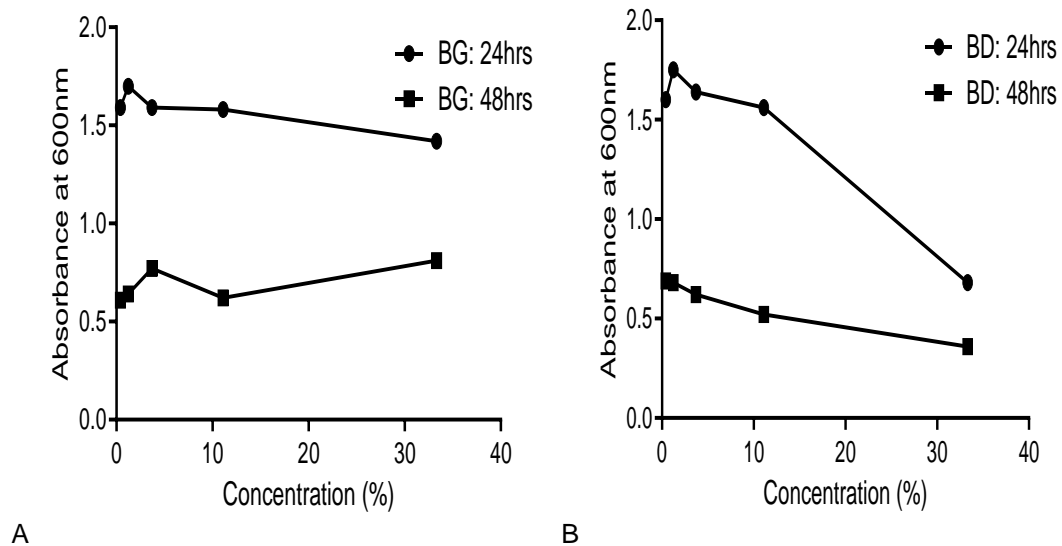 2.0
1.5
1.0
0.5
0.0
Absorbance at 600nm
0
10
20
30
40
Concentration (%)
BG: 24hrs
BG: 48hrs
A
2.0
1.5
1.0
0.5
0.0
Absorbance at 600nm
0
10
20
30
40
Concentration (%)
BD: 24hrs
BD: 48hrs
B